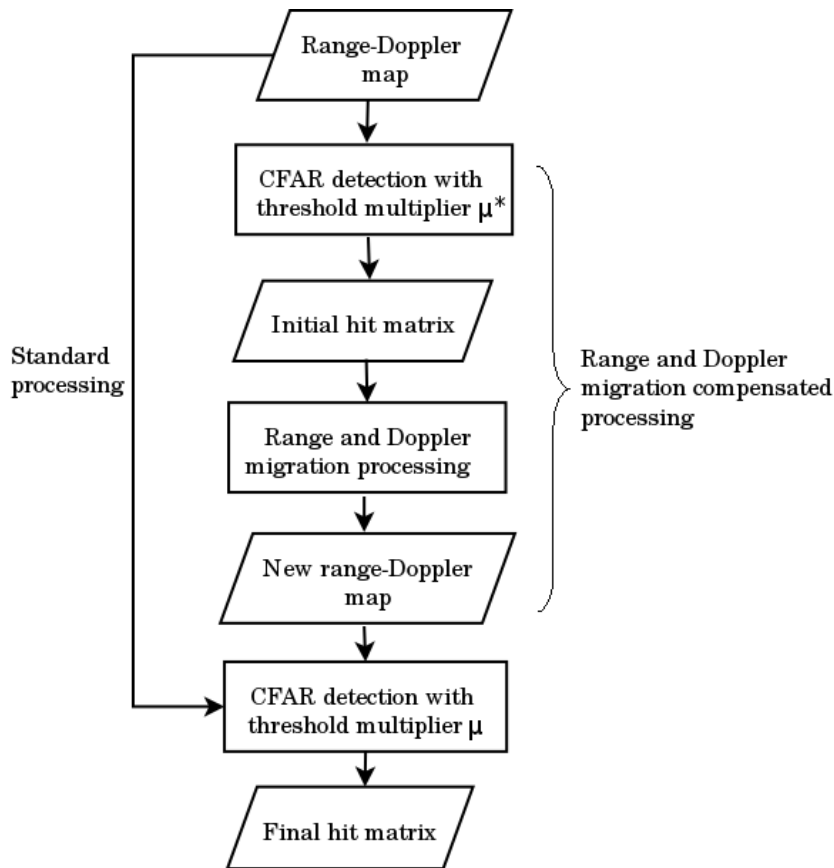 Range-Doppler
map
CFAR detection with
threshold multiplier μ*
Initial hit matrix
Standard
processing
Range and Doppler
migration compensated
processing
Range and Doppler
migration processing
New range-Doppler
map
CFAR detection with
threshold multiplier μ
Final hit matrix